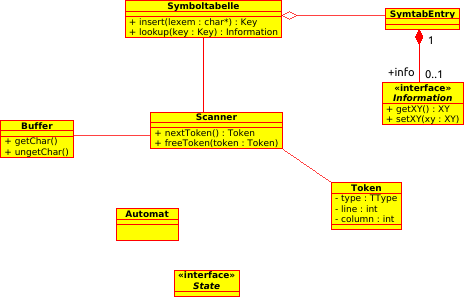 Symboltabelle
+ insert(lexem : char*) : Key
+ lookup(key : Key) : Information
SymtabEntry
1
+info
0..1
«interface»
Information
+ getXY() : XY
+ setXY(xy : XY)
Scanner
+ nextToken() : Token
+ freeToken(token : Token)
Buffer
+ getChar()
+ ungetChar()
Token
- type : TType
- line : int
- column : int
Automat
«interface»
State